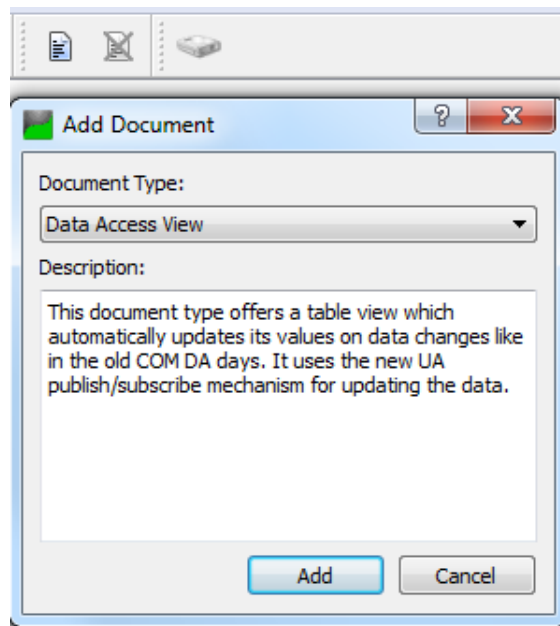 Add Document
Document Type:
Data Access View
Description:
This document type offers a table view which
automatically updates its values on data changes like
in the old COM DA days. It uses the new UA
publish/subscribe mechanism for updating the data.
Add
Cancel